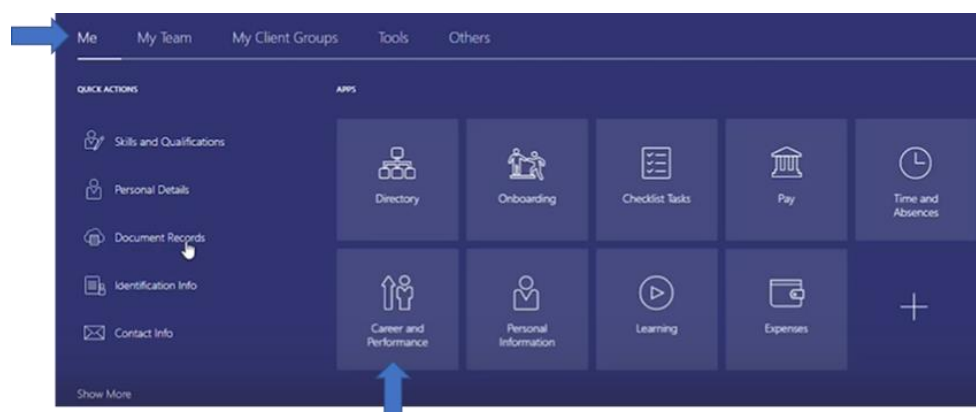 Me My Team My Client Groups Tools Others
QUICK ACTIONS
Skills and Qualifications
Personal Details
Document Records
Identification Info
Contact Info
Show More
APPS
Directory
Onboarding
Checklist Tasks
Pay
Time and
Absences
Career and
Performance
Personal
Information
Learning
Expenses